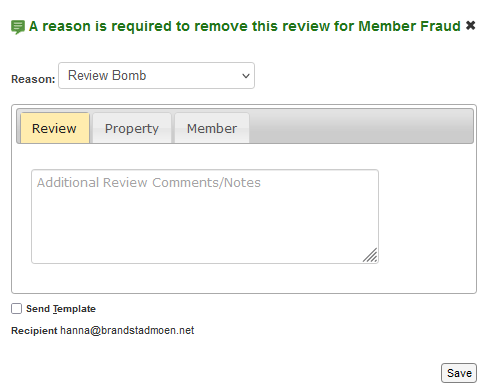 A reason is required to remove this review for Member Fraud
Reason: Review Bomb
Review Property Member
Additional Review Comments/Notes
Send Template
Recipient hanna@brandstadmoen.net
Save